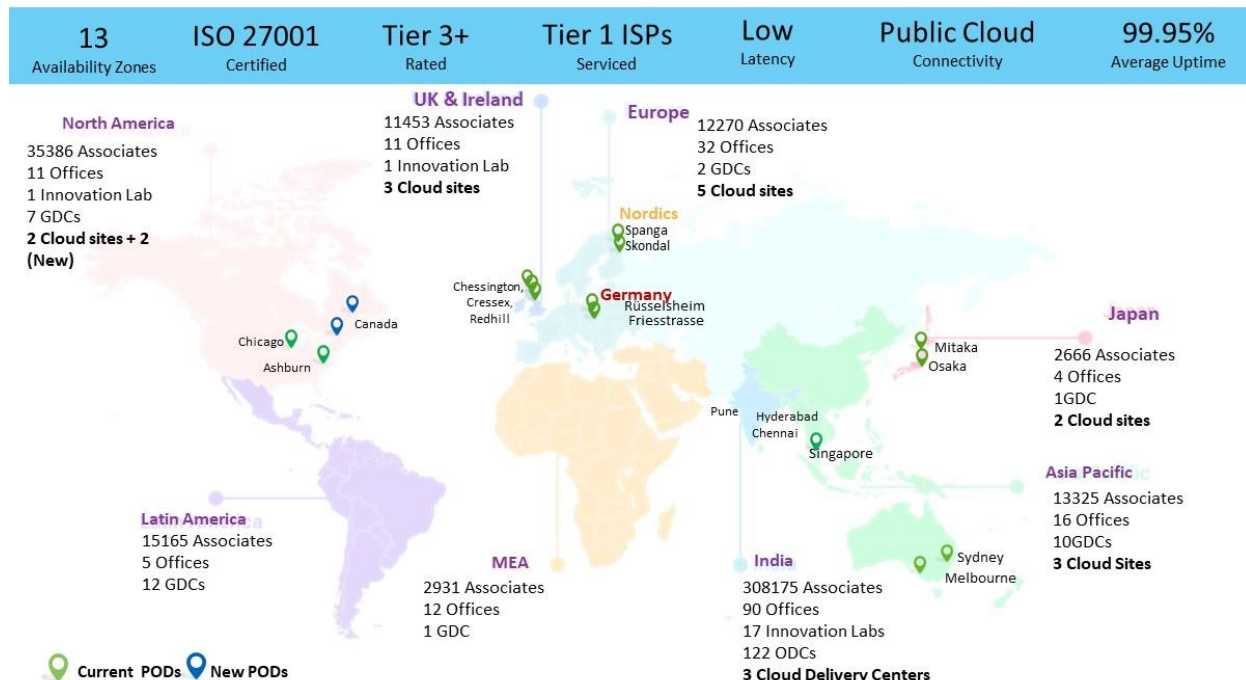 13
Availability Zones
ISO 27001
Certified
Tier 3+
Rated
Tier 1 ISPs
Serviced
Low
Latency
Public Cloud
Connectivity
99.95%
Average Uptime
North America
35386 Associates
11 Offices
1 Innovation Lab
7 GDCs
2 Cloud sites + 2
(New)
UK & Ireland
11453 Associates
11 Offices
1 Innovation Lab
3 Cloud sites
Europe
12270 Associates
32 Offices
2 GDCs
5 Cloud sites
Nordics
Spanga
Skondal
Chessington,
Cressex,
Redhill
Germany
Rüsselsheim
Friesstrasse
Canada
Chicago
Ashburn
Japan
2666 Associates
4 Offices
1GDC
2 Cloud sites
Mitaka
Osaka
Pune
Hyderabad
Chennai
Singapore
Asia Pacific
13325 Associates
16 Offices
10GDCs
3 Cloud Sites
Sydney
Melbourne
Latin America
15165 Associates
5 Offices
12 GDCs
MEA
2931 Associates
12 Offices
1 GDC
India
308175 Associates
90 Offices
17 Innovation Labs
122 ODCs
3 Cloud Delivery Centers
Current PODs
New PODs